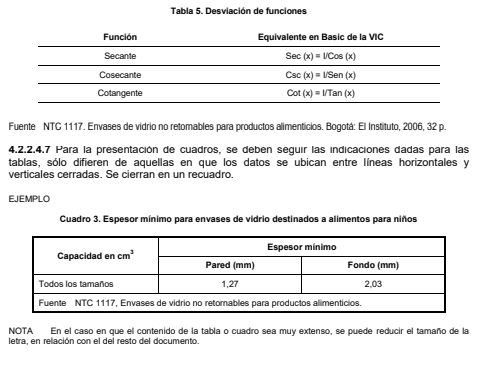 Tabla 5. Desviación de funciones
Función Equivalente en Basic de la VIC
Secante Sec (x) = I/Cos (x)
Cosecante Csc (x) = I/Sen (x)
Cotangente Cot (x) = I/Tan (x)
Fuente NTC 1117. Envases de vidrio no retornables para productos alimenticios. Bogotá: El Instituto, 2006, 32 p.
4.2.2.4.7 Para la presentación de cuadros, se deben seguir las indicaciones dadas para las
tablas, sólo difieren de aquellas en que los datos se ubican entre líneas horizontales y
verticales cerradas. Se cierran en un recuadro.
EJEMPLO
Cuadro 3. Espesor mínimo para envases de vidrio destinados a alimentos para niños
Capacidad en cm³ Espesor mínimo
Pared (mm) Fondo (mm)
Todos los tamaños 1,27 2,03
Fuente NTC 1117, Envases de vidrio no retornables para productos alimenticios.
NOTA En el caso en que el contenido de la tabla o cuadro sea muy extenso, se puede reducir el tamaño de la
letra, en relación con el del resto del documento.